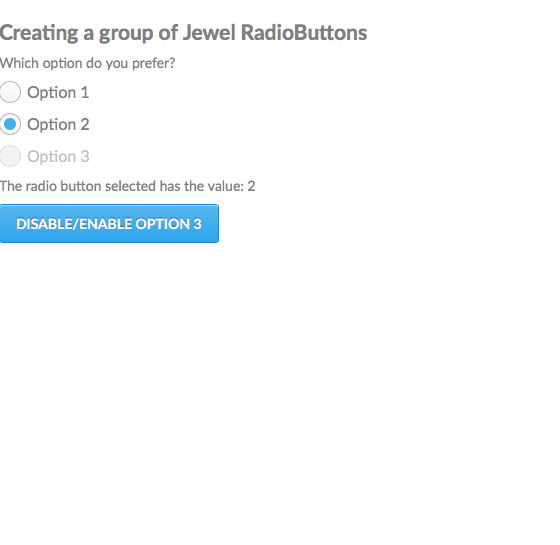 Creating a group of Jewel RadioButtons
Which option do you prefer?
Option 1
Option 2
Option 3
The radio button selected has the value: 2
DISABLE/ENABLE OPTION 3